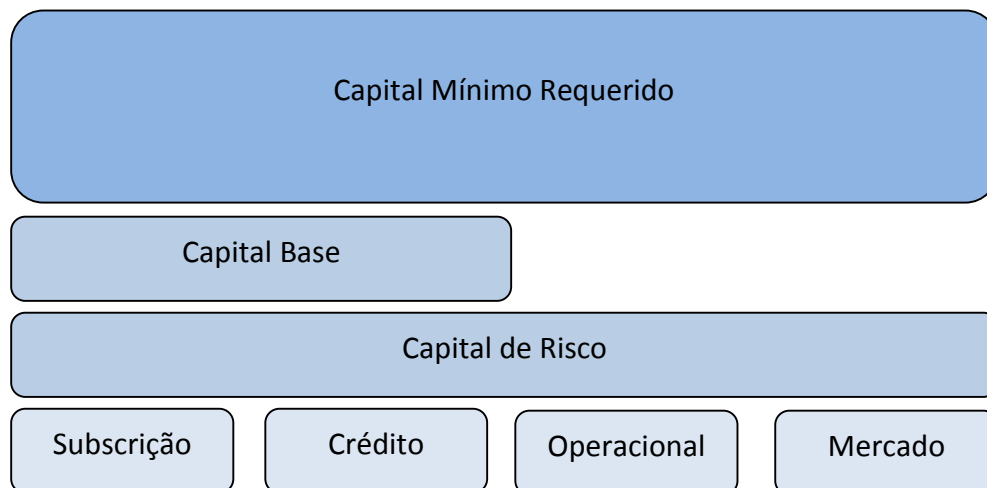 Capital Mínimo Requerido
Capital Base
Capital de Risco
Subscrição
Crédito
Operacional
Mercado